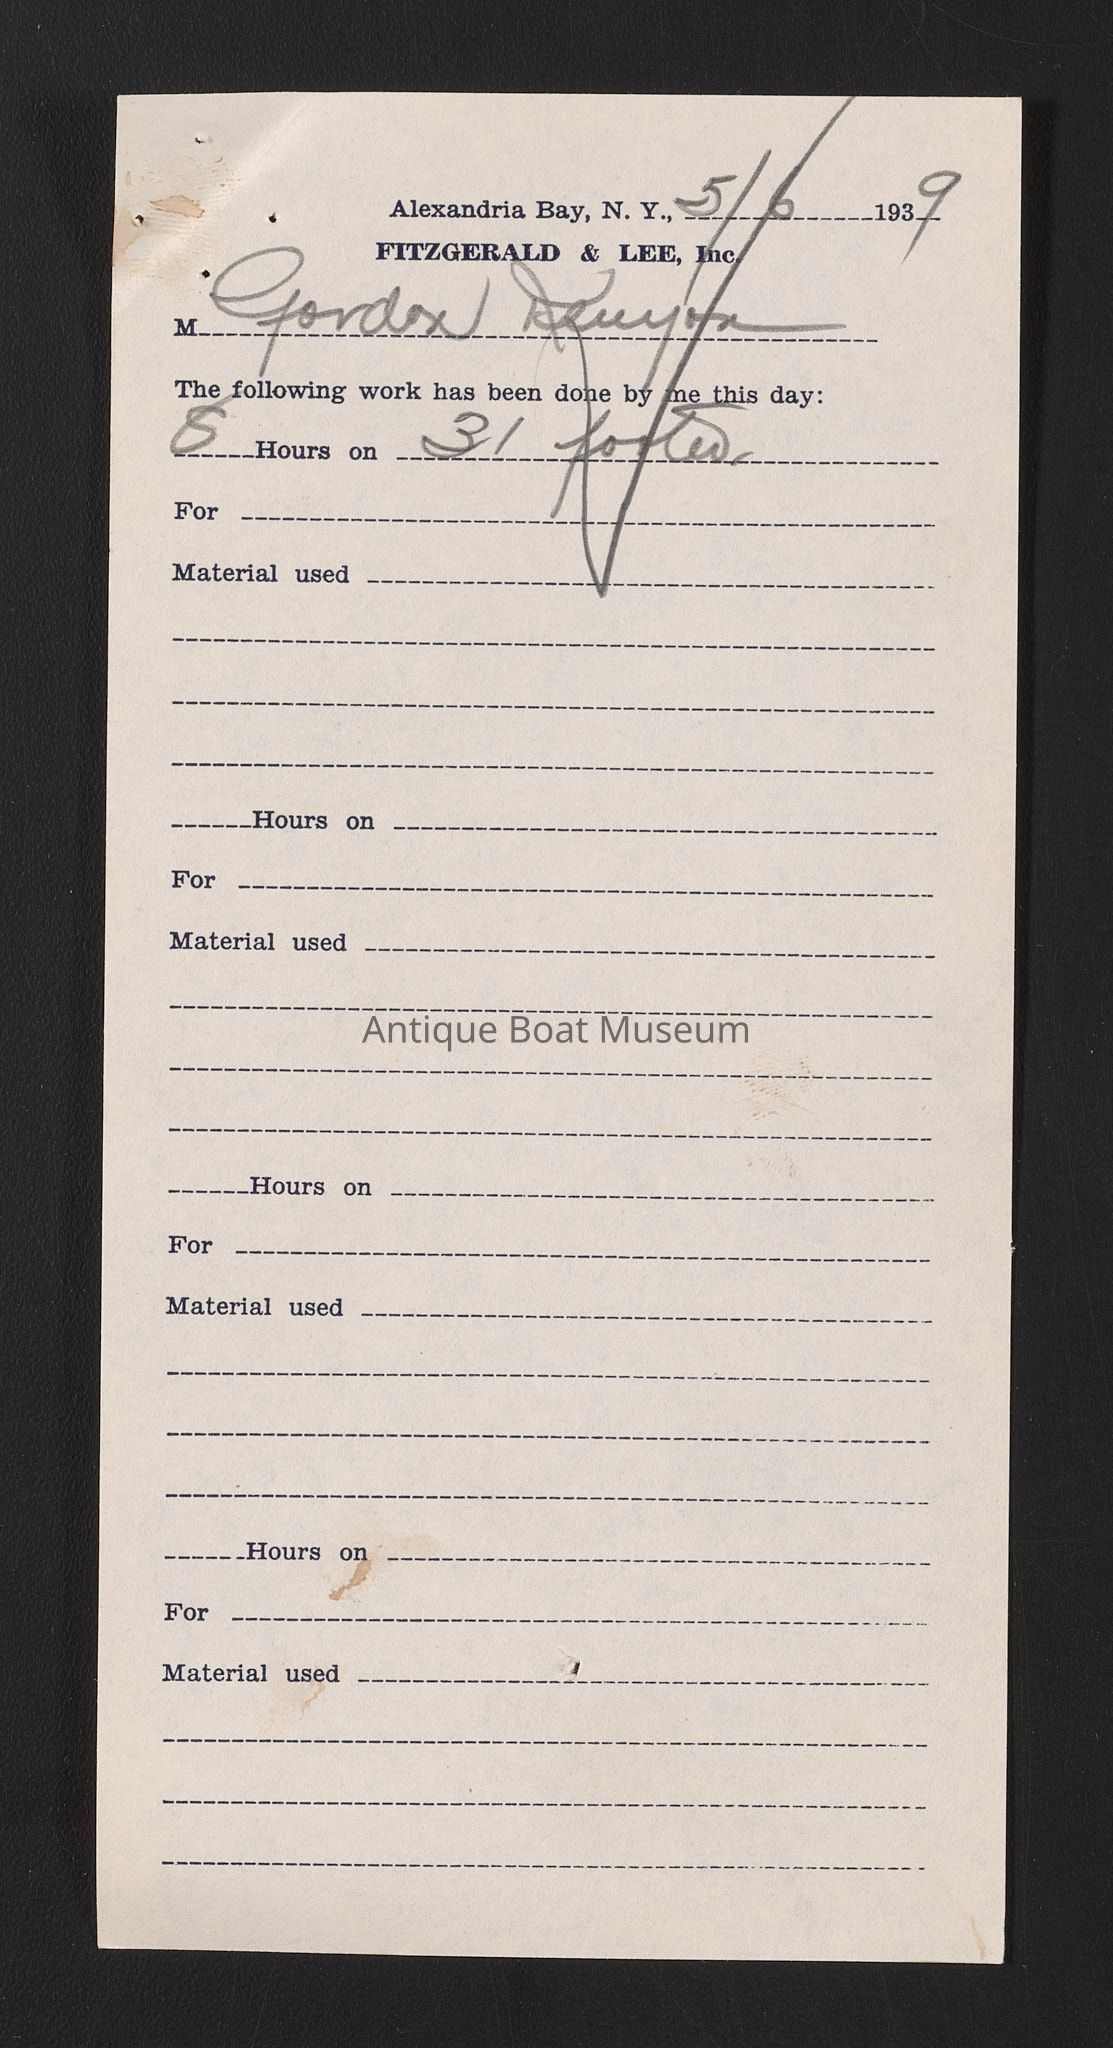 Alexandria Bay, N. Y., 5/6 1939
FITZGERALD & LEE, Inc.
M Gordon Kenyon
The following work has been done by me this day:
8 Hours on 31 footer.
For
Material used
Hours on
For
Material used
Antique Boat Museum
Hours on
For
Material used
Hours on
For
Material used